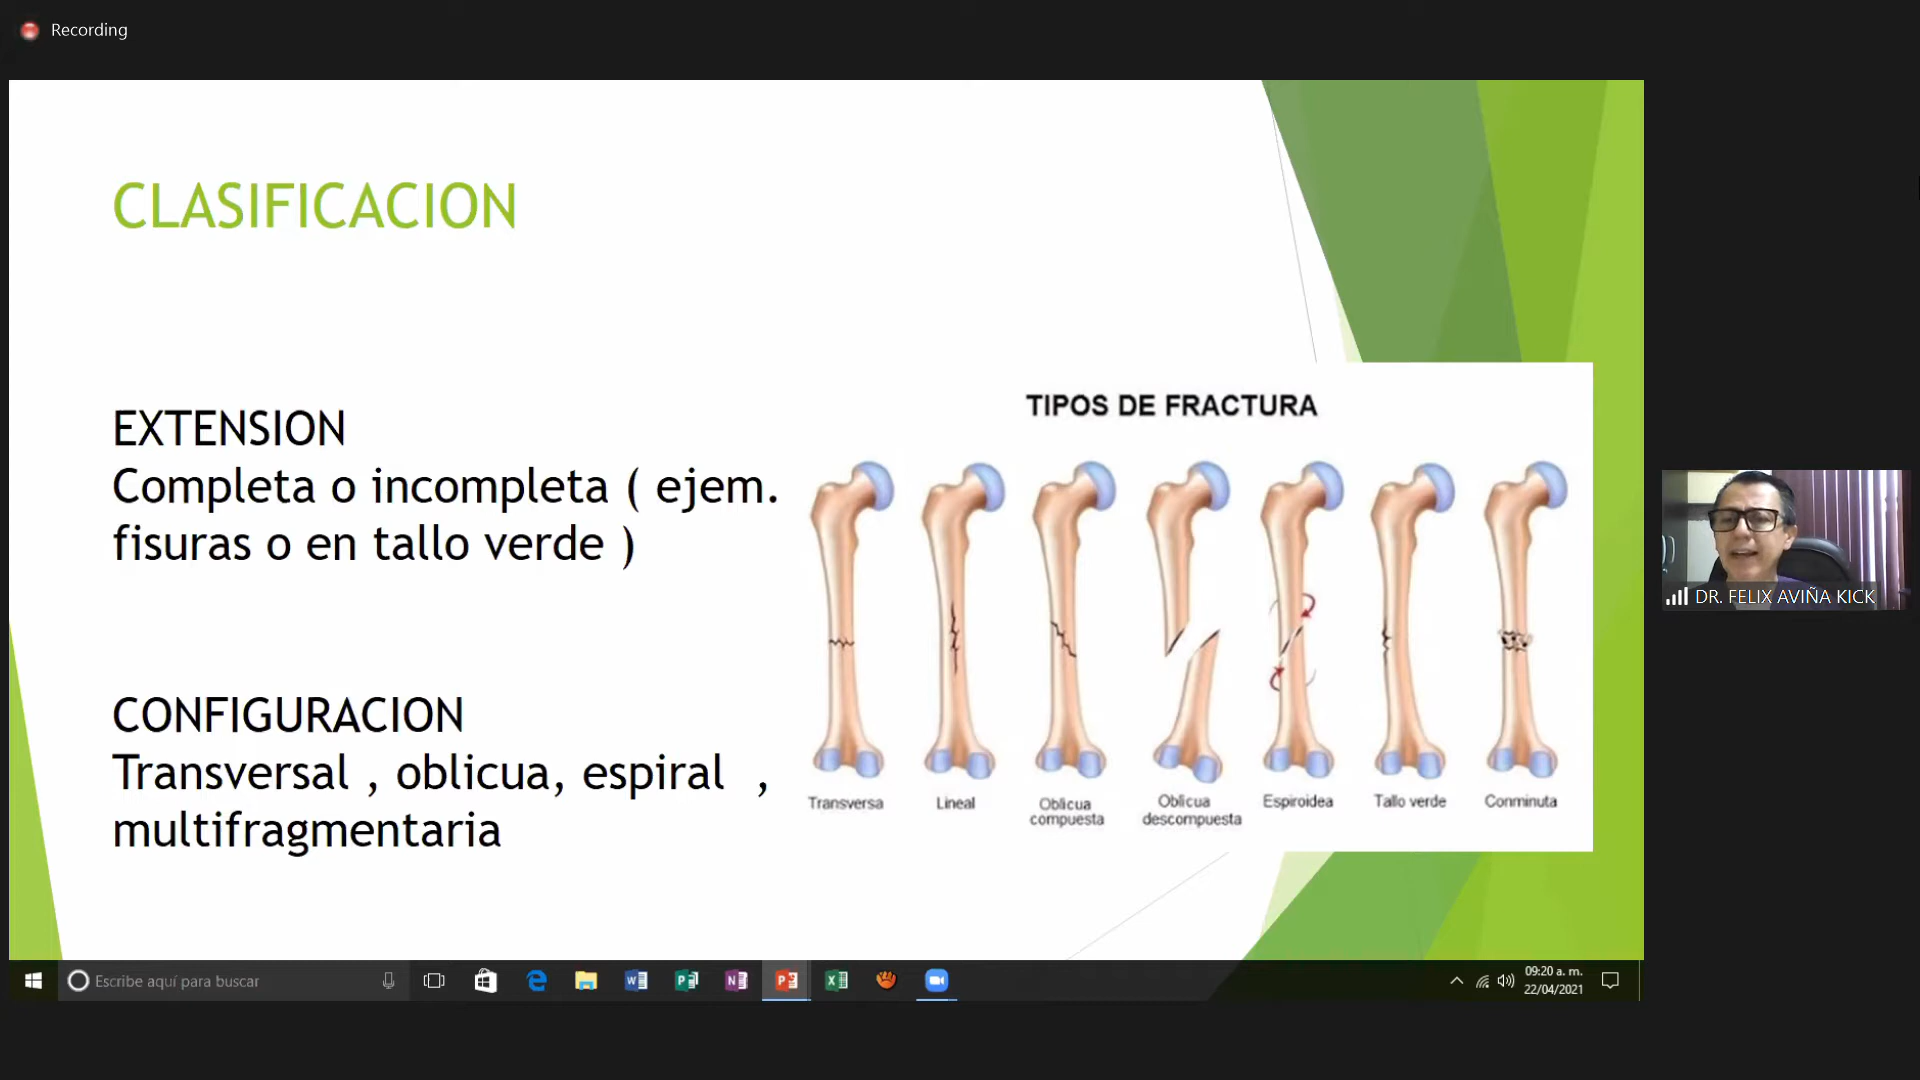 Recording
CLASIFICACION
EXTENSION
Completa o incompleta ( ejem.
fisuras o en tallo verde )
CONFIGURACION
Transversal , oblicua, espiral  ,
multifragmentaria
TIPOS DE FRACTURA
Transversa
Lineal
Oblicua
compuesta
Oblicua
descompuesta
Espiroidea
Tallo verde
Conminuta
DR. FELIX AVIÑA KICK
Escribe aquí para buscar
09:20 a. m.
22/04/2021